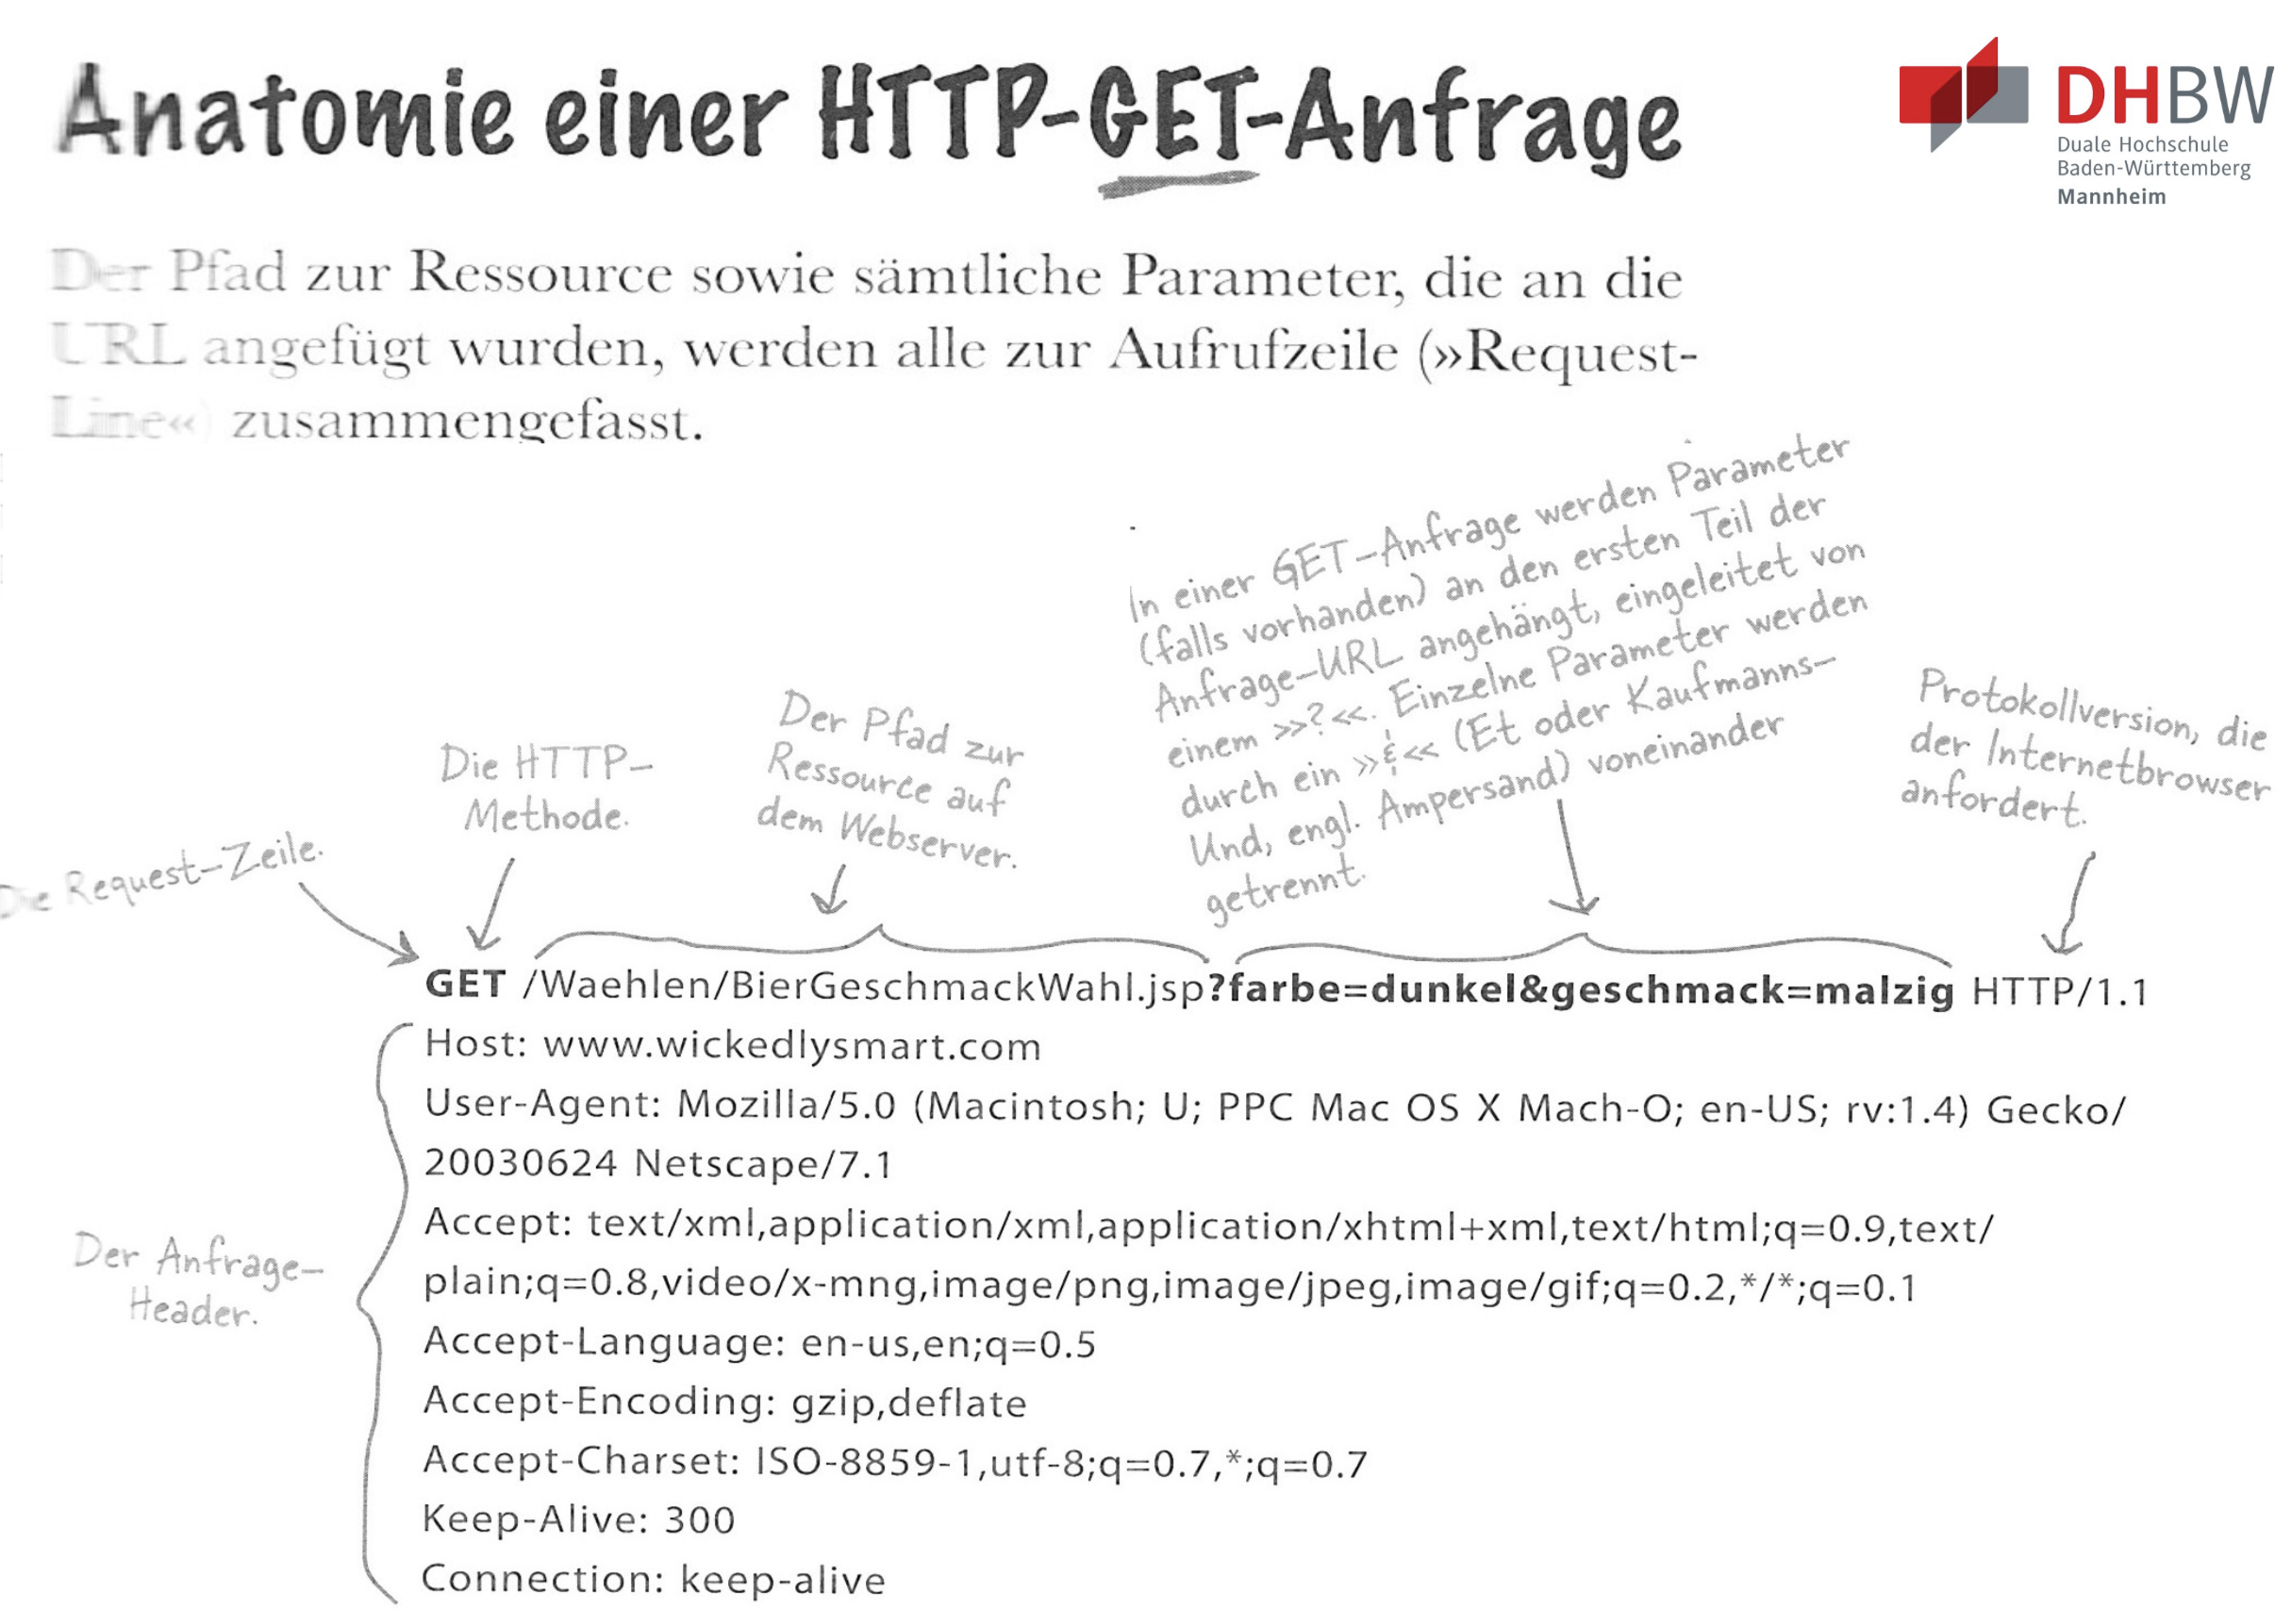 Anatomie einer HTTP-GET-Anfrage
DHBW
Duale Hochschule
Baden-Württemberg
Mannheim
Der Pfad zur Ressource sowie sämtliche Parameter, die an die
URL angefügt wurden, werden alle zur Aufrufzeile (»Request-
Line«) zusammengefasst.
Die Request-Zeile.
Die HTTP-
Methode.
Der Pfad zur
Ressource auf
dem Webserver.
In einer GET-Anfrage werden Parameter
(falls vorhanden) an den ersten Teil der
Anfrage-URL angehängt, eingeleitet von
einem »?«. Einzelne Parameter werden
durch ein »&« (Et oder Kaufmanns-
Und, engl. Ampersand) voneinander
getrennt.
Protokollversion, die
der Internetbrowser
anfordert.
GET /Waehlen/BierGeschmackWahl.jsp?farbe=dunkel&geschmack=malzig HTTP/1.1
Host: www.wickedlysmart.com
User-Agent: Mozilla/5.0 (Macintosh; U; PPC Mac OS X Mach-O; en-US; rv:1.4) Gecko/
20030624 Netscape/7.1
Accept: text/xml,application/xml,application/xhtml+xml,text/html;q=0.9,text/
plain;q=0.8,video/x-mng,image/png,image/jpeg,image/gif;q=0.2,*/*;q=0.1
Accept-Language: en-us,en;q=0.5
Accept-Encoding: gzip,deflate
Accept-Charset: ISO-8859-1,utf-8;q=0.7,*;q=0.7
Keep-Alive: 300
Connection: keep-alive
Der Anfrage-
Header.